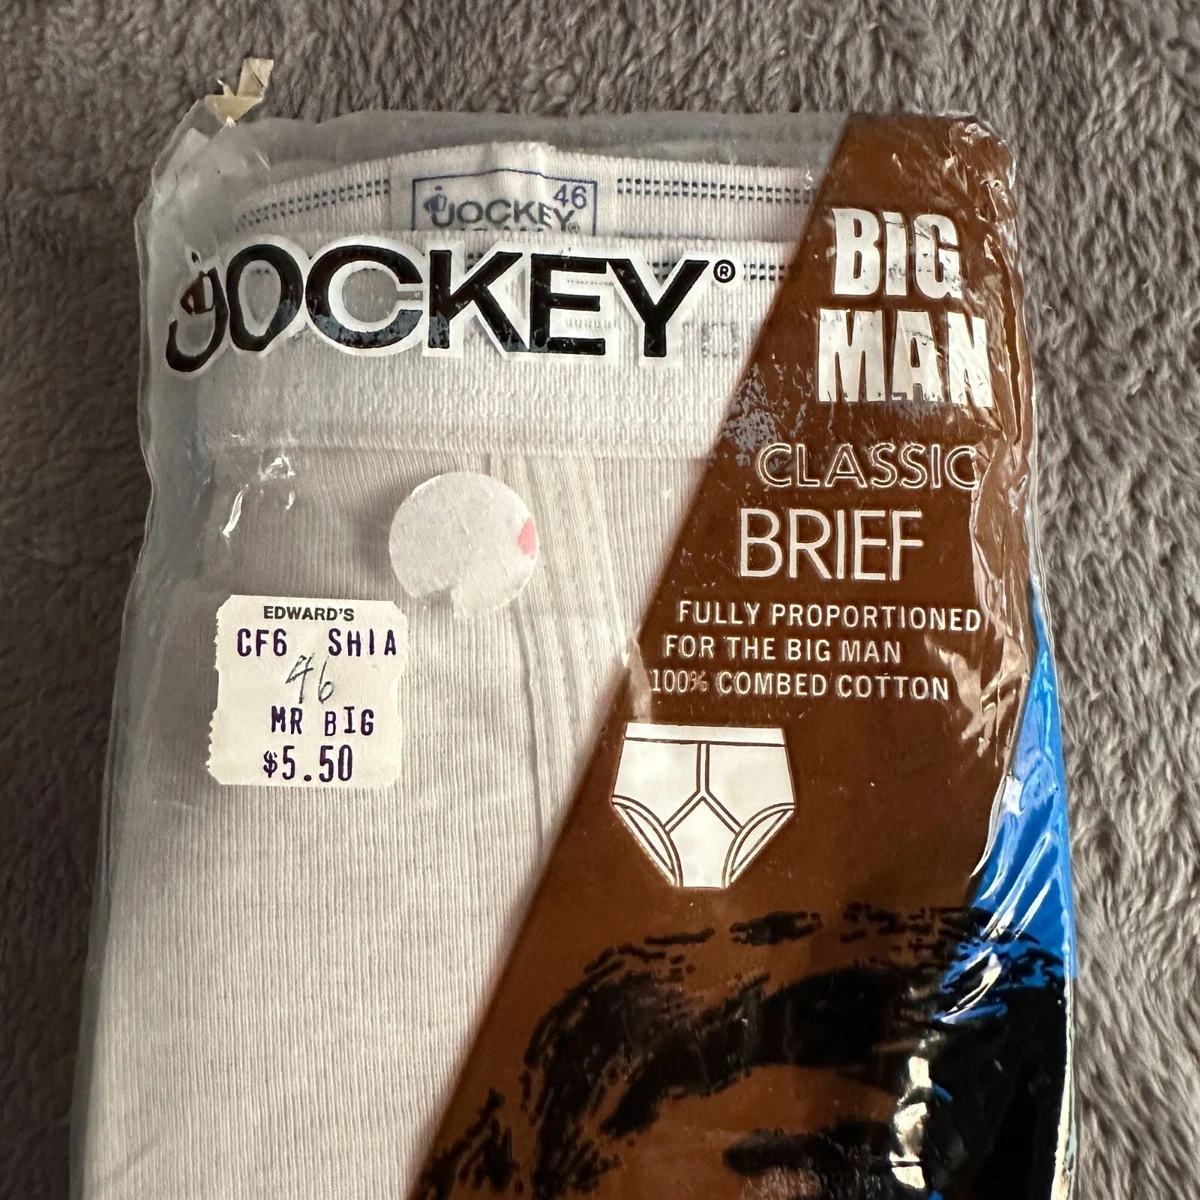 46
JOCKEY®
JOCKEY®
BiG
MAN
CLASSIC
BRIEF
FULLY PROPORTIONED
FOR THE BIG MAN
100% COMBED COTTON
EDWARD'S
CF6 SHIA
46
MR BIG
$5.50